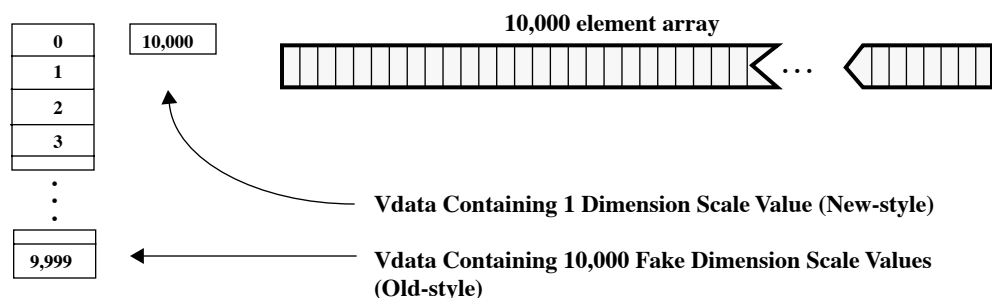 10,000 element array
0
10,000
1
2
3
...
Vdata Containing 1 Dimension Scale Value (New-style)
9,999
Vdata Containing 10,000 Fake Dimension Scale Values
(Old-style)